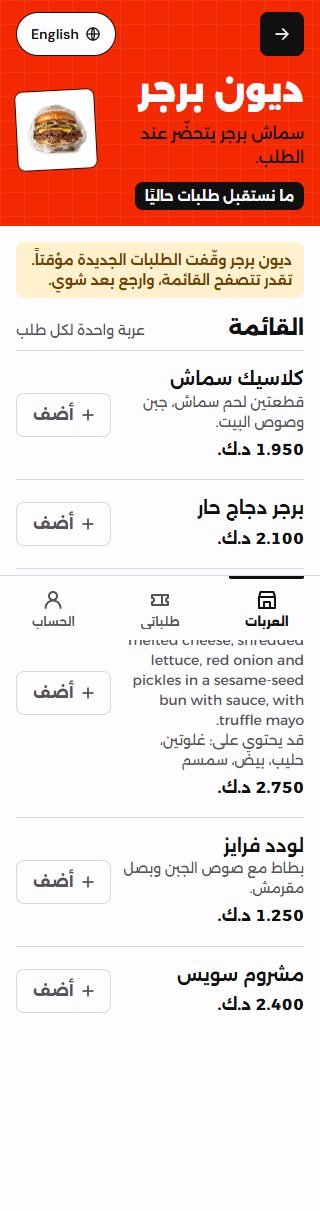 English
ديون برجر
سماش برجر يتحضّر عند
الطلب.
ما نستقبل طلبات حاليًا
ديون برجر وقّفت الطلبات الجديدة مؤقتاً.
تقدر تتصفح القائمة، وارجع بعد شوي.
القائمة
عربة واحدة لكل طلب
كلاسيك سماش
قطعتين لحم سماش، جبن
وصوص البيت.
1.950 د.ك.
+ أضف
برجر دجاج حار
2.100 د.ك.
+ أضف
العربات
طلباتي
الحساب
melted cheese, shredded
lettuce, red onion and
pickles in a sesame-seed
bun with sauce, with
truffle mayo.
قد يحتوي على: غلوتين،
حليب، بيض، سمسم
2.750 د.ك.
+ أضف
لودد فرايز
بطاط مع صوص الجبن وبصل
مقرمش.
1.250 د.ك.
+ أضف
مشروم سويس
2.400 د.ك.
+ أضف